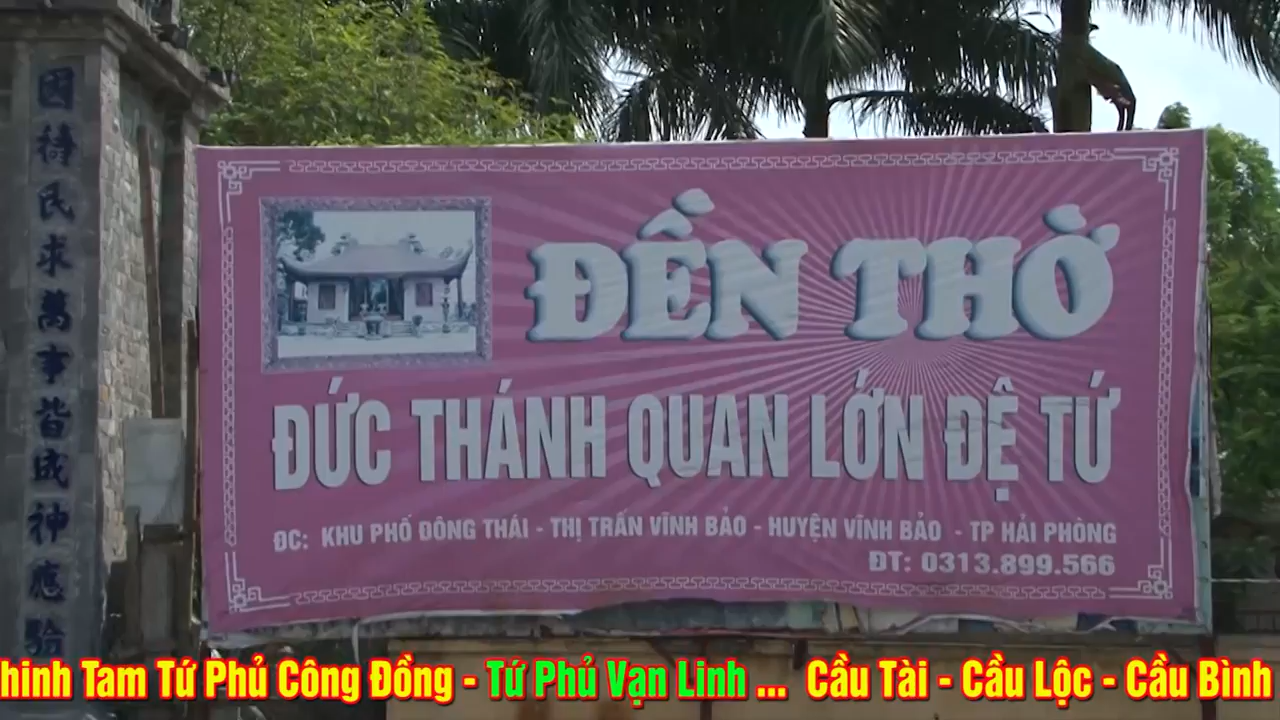 國禱民求萬事皆感神應驗
ĐỀN THỜ
ĐỨC THÁNH QUAN LỚN ĐỆ TỨ
ĐC: KHU PHỐ ĐÔNG THÁI - THỊ TRẤN VĨNH BẢO - HUYỆN VĨNH BẢO - TP HẢI PHÒNG
ĐT: 0313.899.566
hinh Tam Tứ Phủ Công Đồng - Tứ Phủ Vạn Linh ... Cầu Tài - Cầu Lộc - Cầu Bình